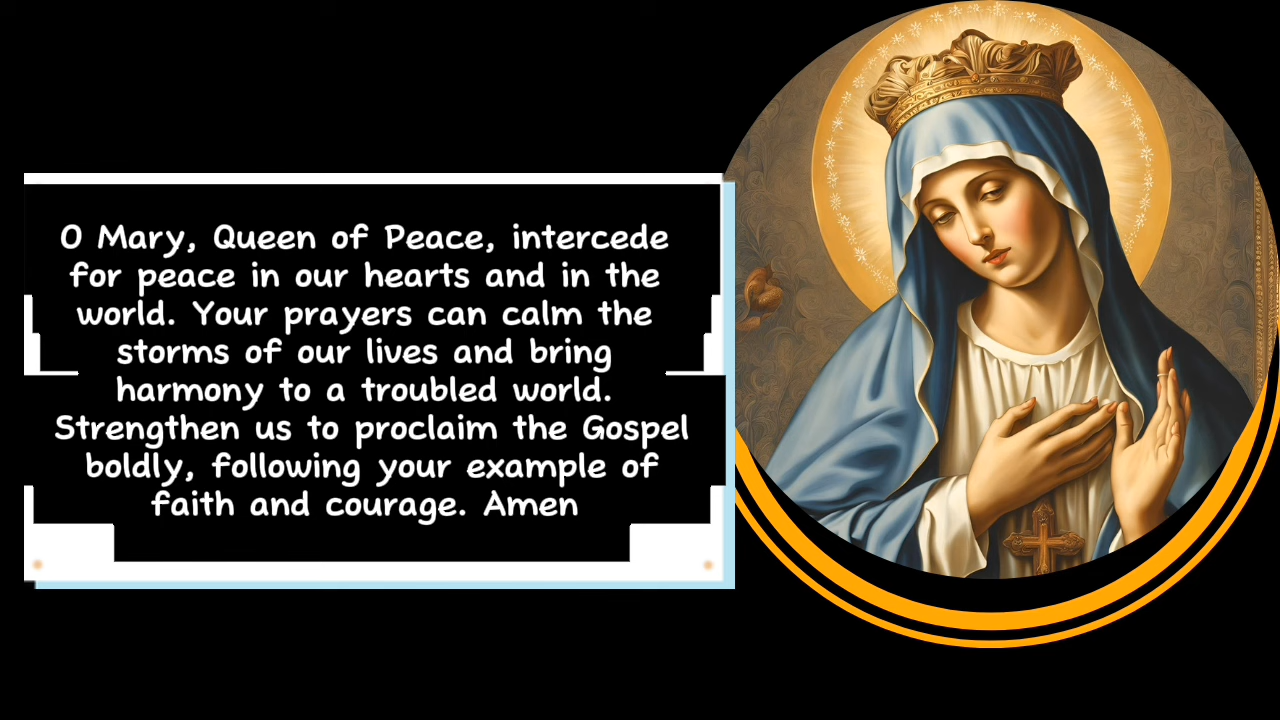 O Mary, Queen of Peace, intercede
for peace in our hearts and in the
world. Your prayers can calm the
storms of our lives and bring
harmony to a troubled world.
Strengthen us to proclaim the Gospel
boldly, following your example of
faith and courage. Amen